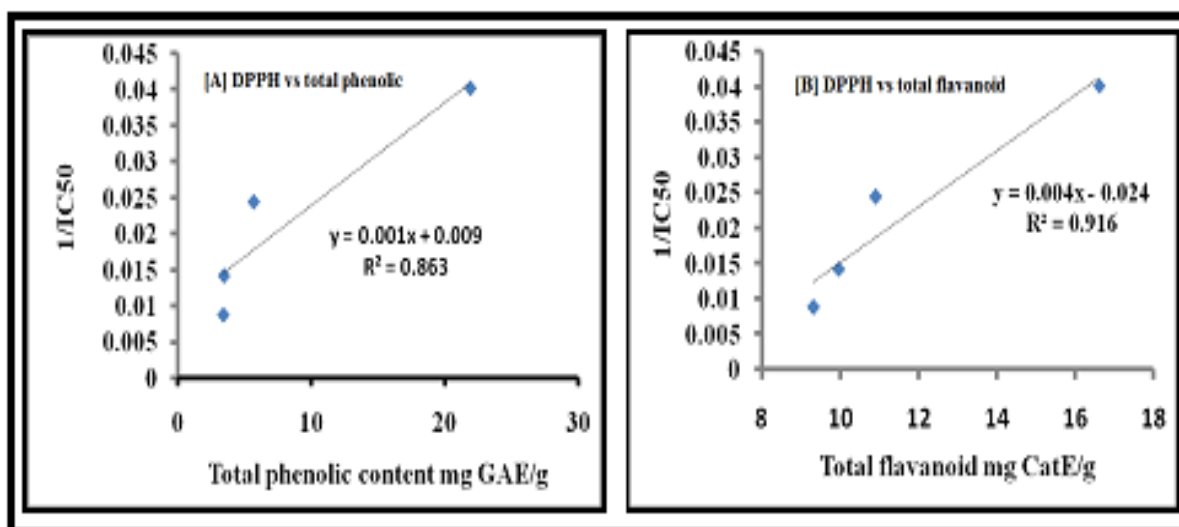 [A] DPPH vs total phenolic
0.045
0.04
0.035
0.03
0.025
0.02
0.015
0.01
0.005
0
1/IC50
y = 0.001x + 0.009
R² = 0.863
0 10 20 30
Total phenolic content mg GAE/g
[B] DPPH vs total flavanoid
0.045
0.04
0.035
0.03
0.025
0.02
0.015
0.01
0.005
0
1/IC50
y = 0.004x - 0.024
R² = 0.916
8 10 12 14 16 18
Total flavanoid mg CatE/g